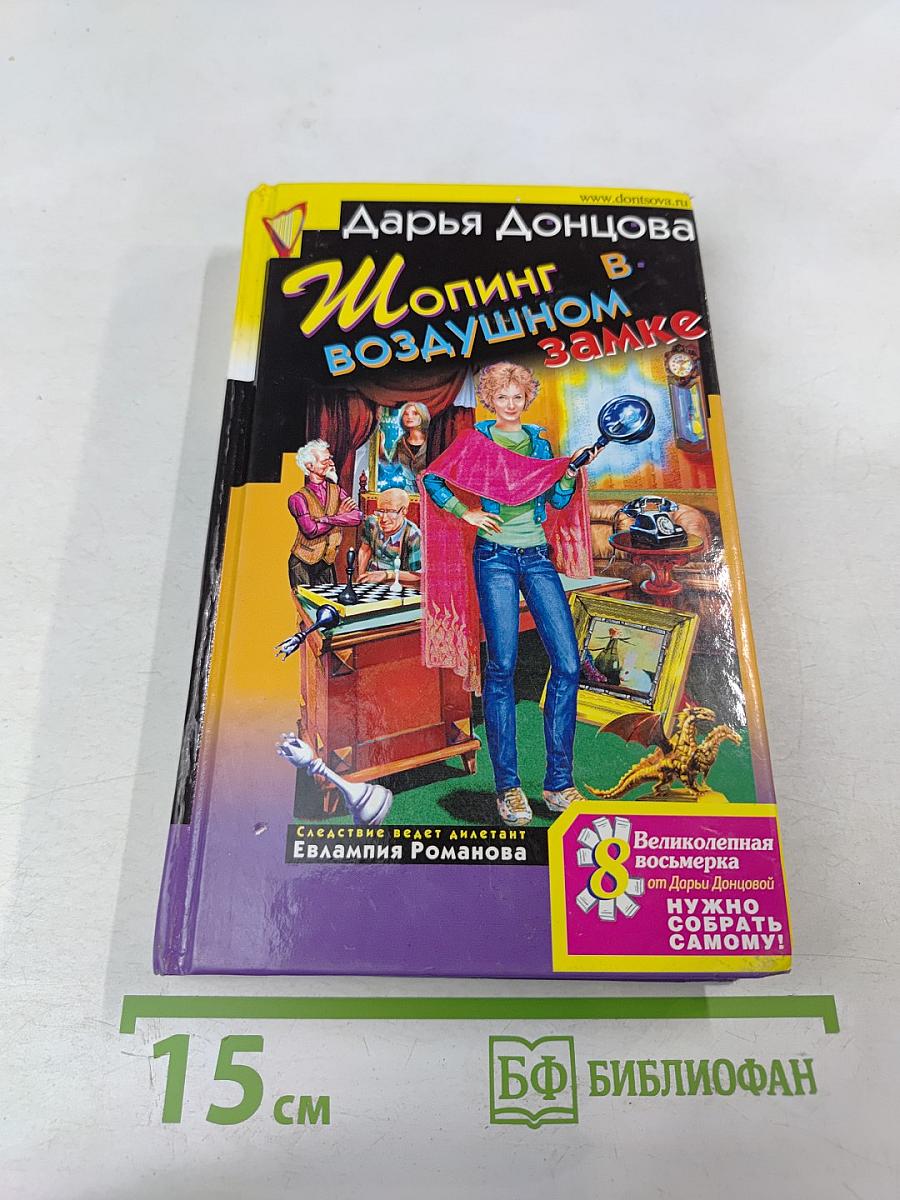 www.dontsova.ru
Дарья Донцова
Шопинг в
воздушном
замке
Следствие ведет дилетант
Евлампия Романова
8
Великолепная
восьмерка
от Дарьи Донцовой
НУЖНО
СОБРАТЬ
САМОМУ!
15 см
БФ БИБЛИОФАН